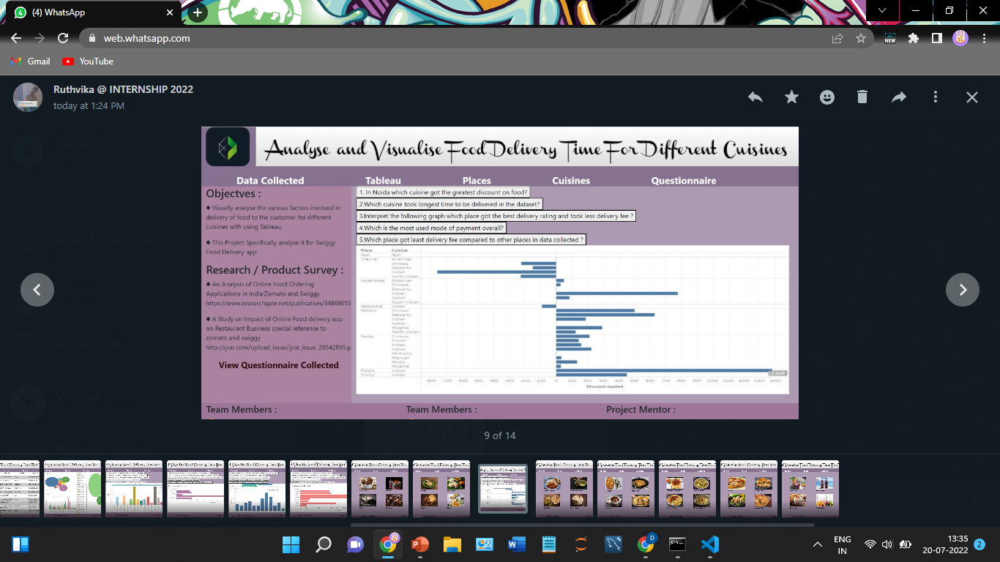 (4) WhatsApp
web.whatsapp.com
NEW
Gmail
YouTube
Ruthvika @ INTERNSHIP 2022
today at 1:24 PM
Analyse and Visualise Food Delivery Time For Different Cuisines
Data Collected Tableau Places Cuisines Questionnaire
Objectves :
Visually analyse the various factors involved in
delivery of food to the customer for different
cuisines with using Tableau.
This Project Specifically analyse it for Swiggy
Food Delivery app.
Research / Product Survey :
An Analysis of Online Food Ordering
Applications in India:Zomato and Swiggy
https://www.researchgate.net/publication/34888055
A Study on Impact of Online Food delivery app
on Restaurant Business special reference to
zomato and swiggy
http://ijrar.com/upload_issue/ijrar_issue_20542895.p
View Questionnaire Collected
1. In Noida which cuisine got the greatest discount on food?
2.Which cuisine took longest time to be delivered in the dataset?
3.Interpret the following graph which place got the best delivery rating and took less delivery fee ?
4.Which is the most used mode of payment overall?
5.Which place got least delivery fee compared to other places in data collected ?
Place Cuisine
Null Null
chennai american
chinese
Desserts
indian
north indian
Hyderabad American
Chinese
Desserts
Indian
Italian
South Indian
Namakkal Indian
Nellore Chinese
Desserts
Indian
Italian
Mughlai
North Indian
Noida Chinese
Fusion
Indian
Italian
Kentucky
Mexican
Mixed
Mughlai
Patani Indian
Trichy Indian
1 null
-800 -700 -600 -500 -400 -300 -200 -100 0 100 200 300 400 500 600 700 800 900 1000 1100 1200 1300 1400
Discount applied
Team Members : Team Members : Project Mentor :
9 of 14
ENG
IN
13:35
20-07-2022
2